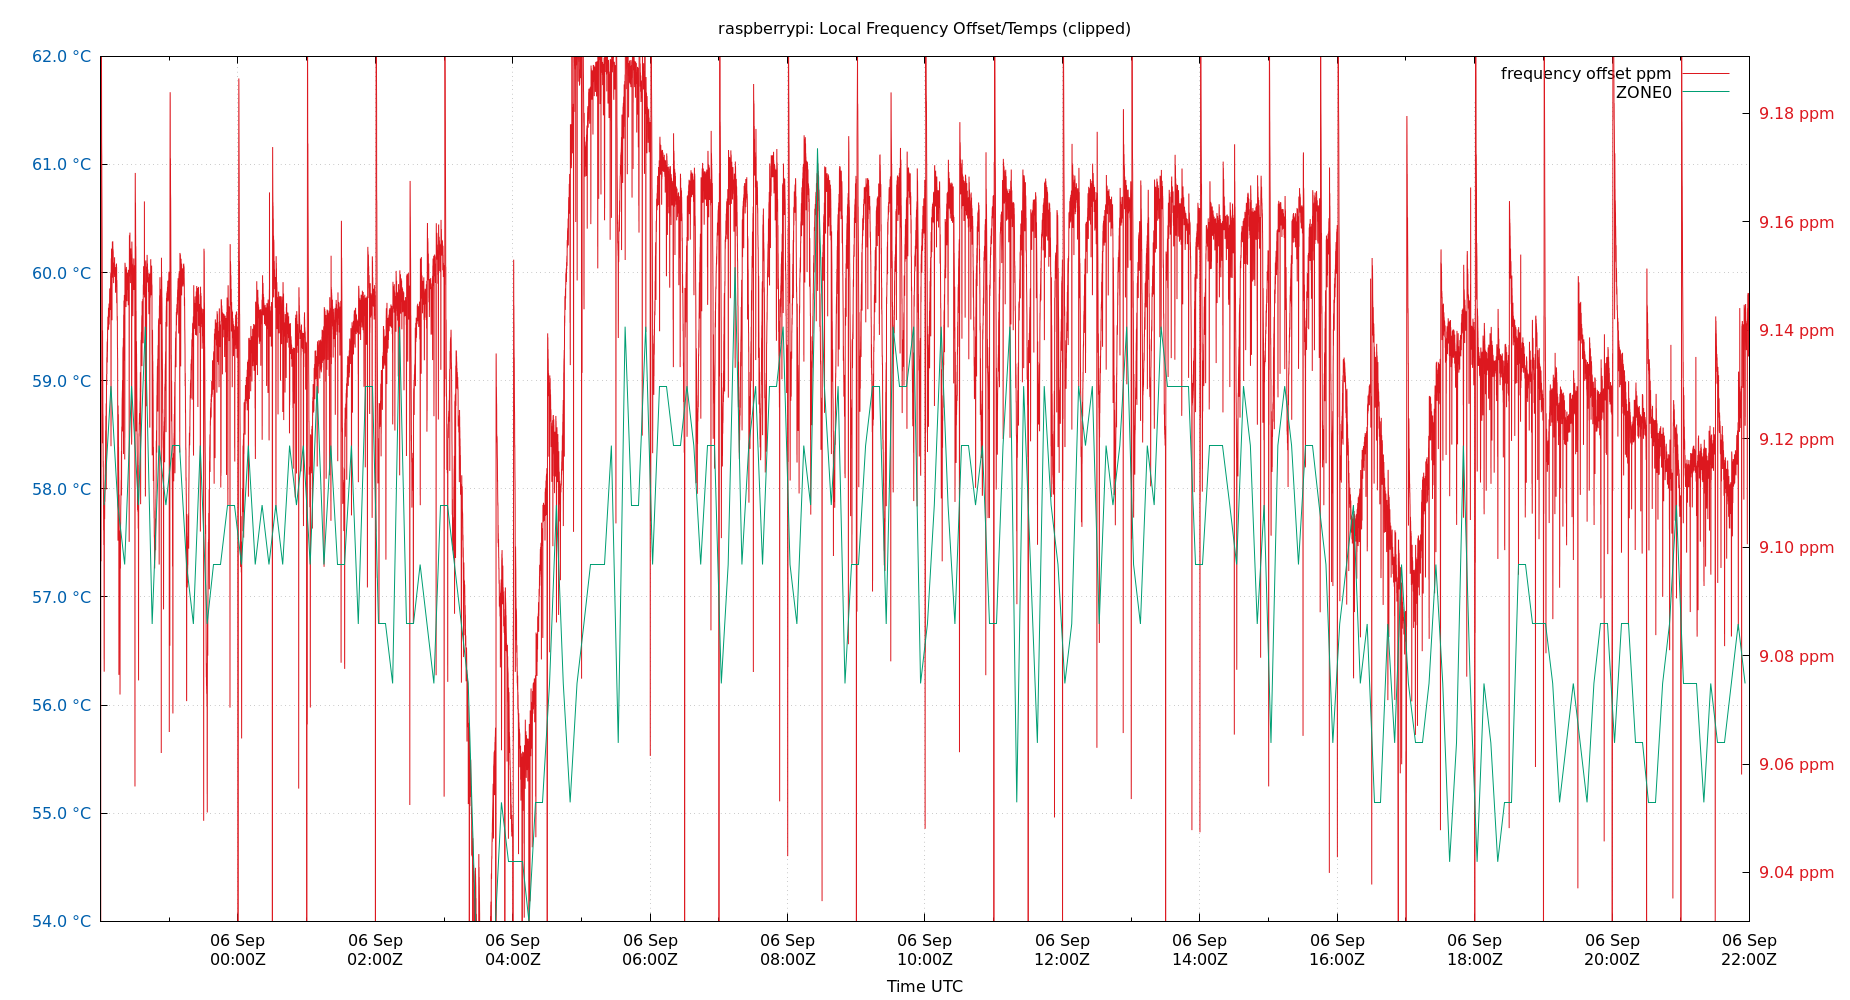 raspberrypi: Local Frequency Offset/Temps (clipped)
frequency offset ppm
ZONE0
62.0 °C
61.0 °C
60.0 °C
59.0 °C
58.0 °C
57.0 °C
56.0 °C
55.0 °C
54.0 °C
9.18 ppm
9.16 ppm
9.14 ppm
9.12 ppm
9.10 ppm
9.08 ppm
9.06 ppm
9.04 ppm
06 Sep 06 Sep 06 Sep 06 Sep 06 Sep 06 Sep 06 Sep 06 Sep 06 Sep 06 Sep 06 Sep 06 Sep
00:00Z 02:00Z 04:00Z 06:00Z 08:00Z 10:00Z 12:00Z 14:00Z 16:00Z 18:00Z 20:00Z 22:00Z
Time UTC